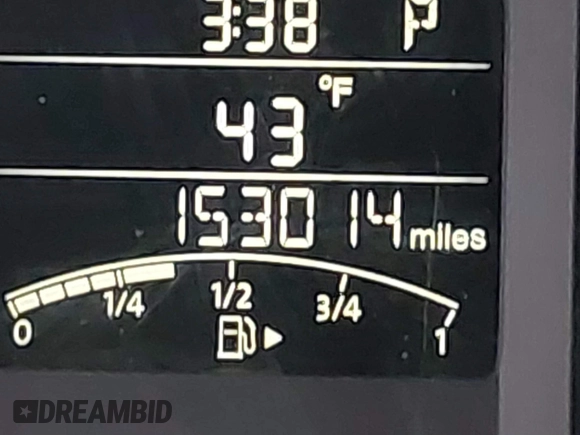 3:38 P
43 °F
153014 miles
0 1/4 1/2 3/4 1
DREAMBID